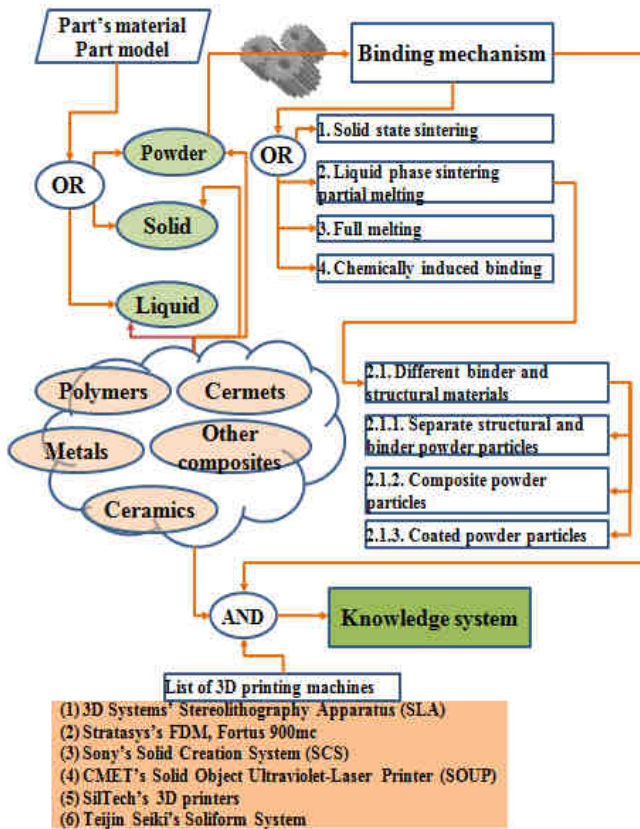 Part's material
Part model
Binding mechanism
OR
Powder
Solid
Liquid
OR
1. Solid state sintering
2. Liquid phase sintering
partial melting
3. Full melting
4. Chemically induced binding
Polymers
Cermets
Metals
Other
composites
Ceramics
2.1. Different binder and
structural materials
2.1.1. Separate structural and
binder powder particles
2.1.2. Composite powder
particles
2.1.3. Coated powder particles
AND
Knowledge system
List of 3D printing machines
(1) 3D Systems' Stereolithography Apparatus (SLA)
(2) Stratasys's FDM, Fortus 900mc
(3) Sony's Solid Creation System (SCS)
(4) CMET's Solid Object Ultraviolet-Laser Printer (SOUP)
(5) SilTech's 3D printers
(6) Teijin Seiki's Soliform System